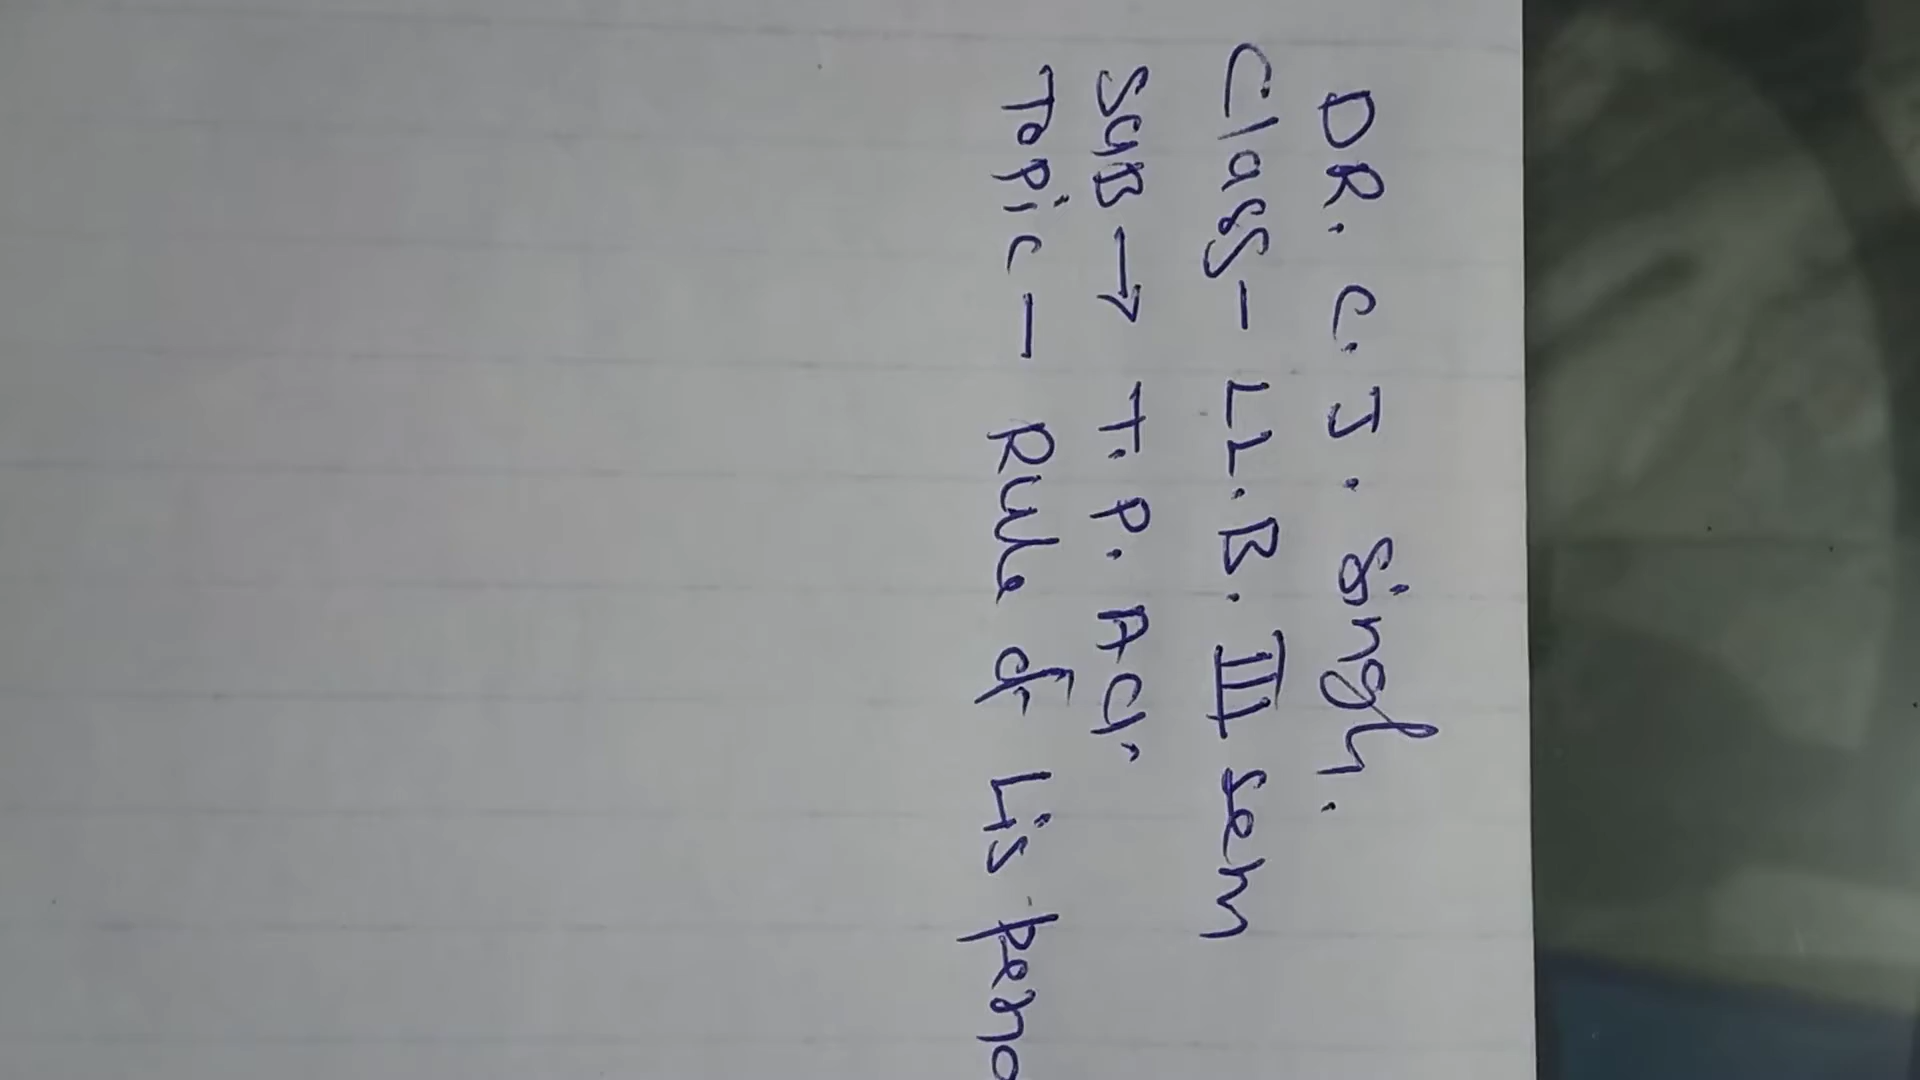 DR. C. J. Singh.
Class- LL.B. III sem
SUB → T. P. Act
Topic - Rule of Lis